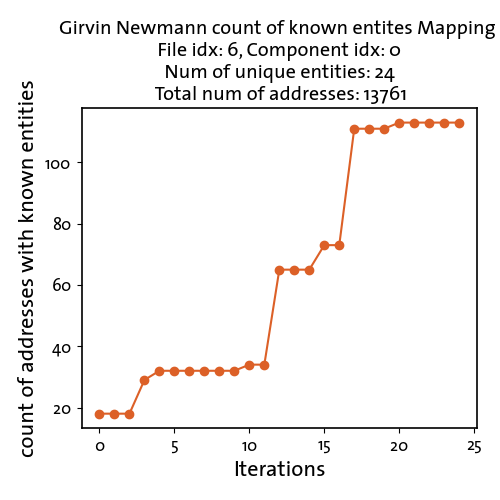 Girvin Newmann count of known entites Mapping
File idx: 6, Component idx: 0
Num of unique entities: 24
Total num of addresses: 13761
count of addresses with known entities
100
80
60
40
20
0 5 10 15 20 25
Iterations